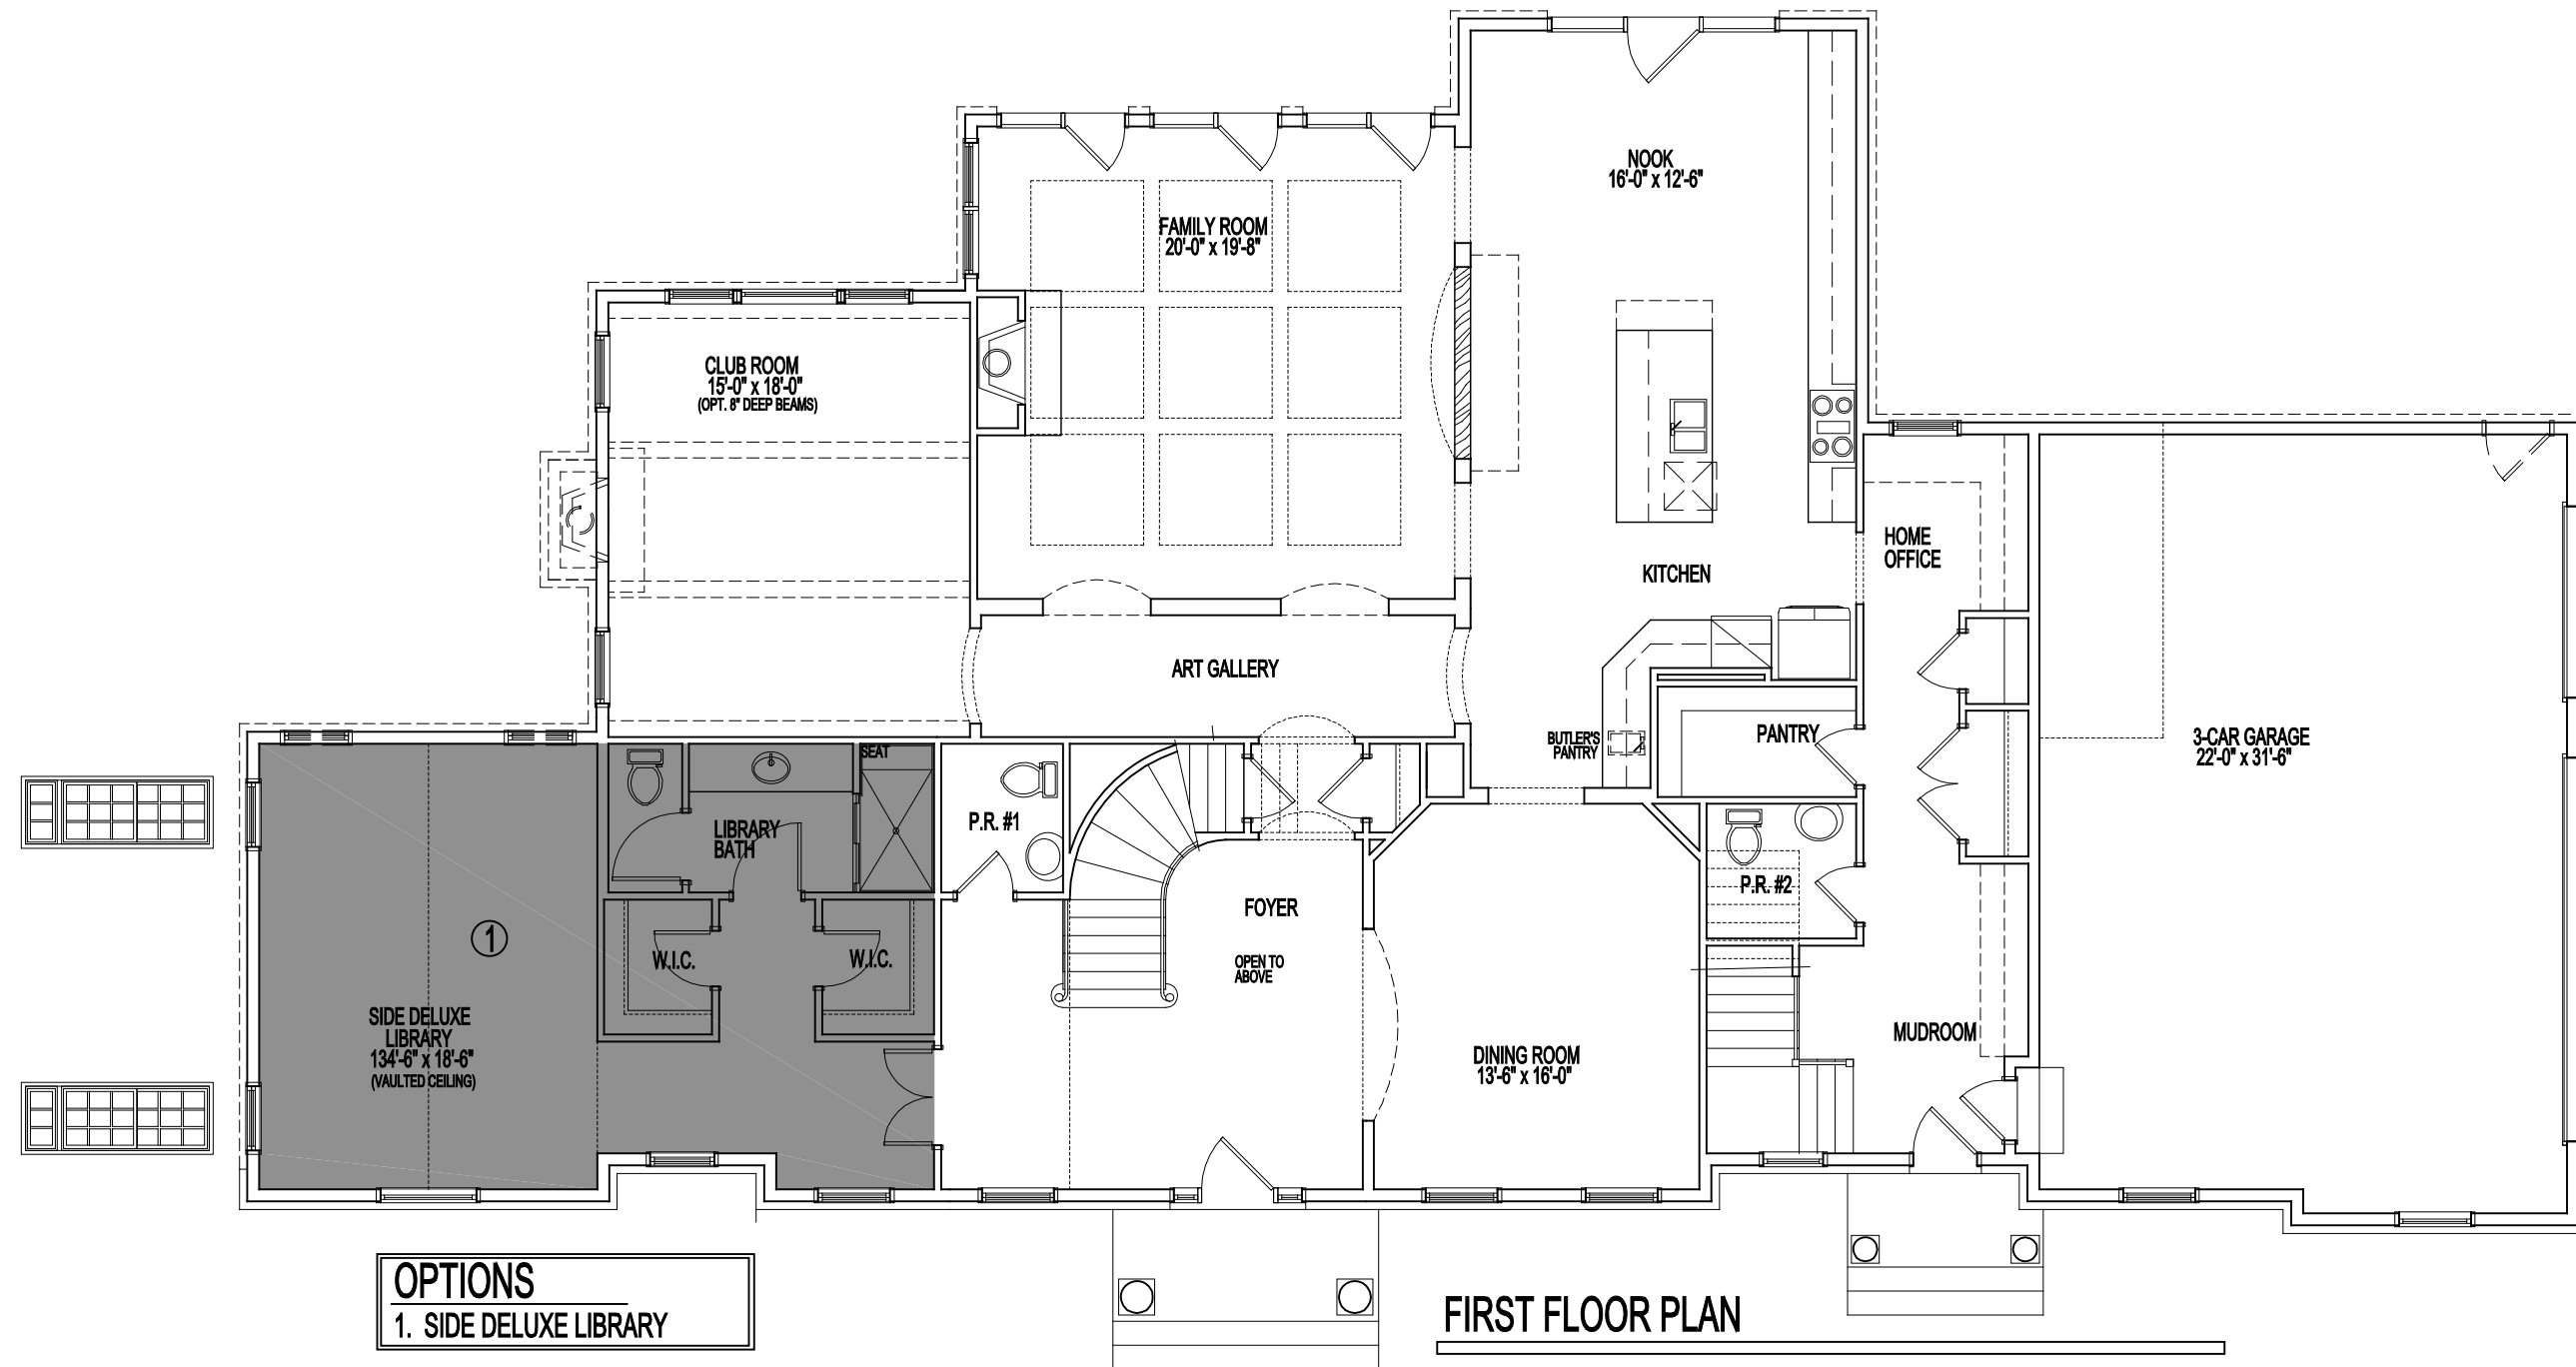 NOOK
16'-0" x 12'-6"
FAMILY ROOM
20'-0" x 19'-8"
CLUB ROOM
15'-0" x 18'-0"
(OPT. 8" DEEP BEAMS)
HOME
OFFICE
KITCHEN
ART GALLERY
BUTLER'S
PANTRY
PANTRY
3-CAR GARAGE
22'-0" x 31'-6"
SEAT
LIBRARY
BATH
P.R. #1
P.R. #2
FOYER
OPEN TO
ABOVE
1
W.I.C.
W.I.C.
SIDE DELUXE
LIBRARY
134'-6" x 18'-6"
(VAULTED CEILING)
DINING ROOM
13'-6" x 16'-0"
MUDROOM
OPTIONS
1. SIDE DELUXE LIBRARY
FIRST FLOOR PLAN